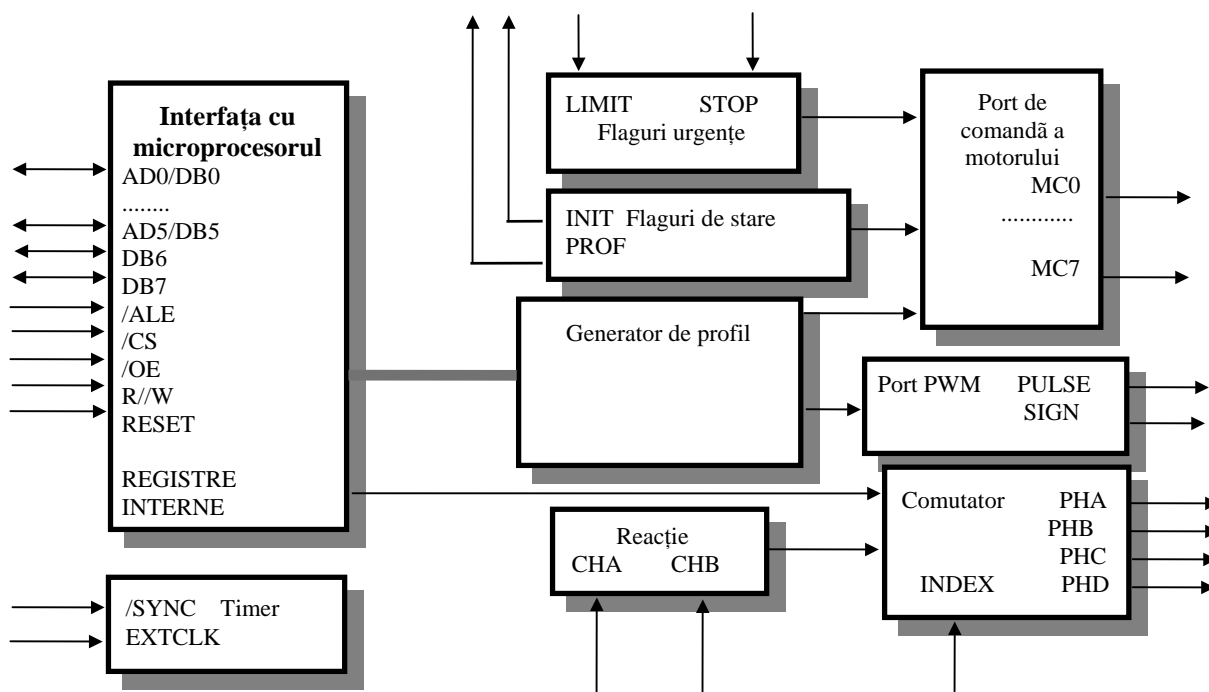 Interfața cu
microprocesorul
AD0/DB0
........
AD5/DB5
DB6
DB7
/ALE
/CS
/OE
R//W
RESET
REGISTRE
INTERNE
/SYNC Timer
EXTCLK
LIMIT STOP
Flaguri urgențe
INIT Flaguri de stare
PROF
Generator de profil
Reacție
CHA CHB
Port de
comandã a
motorului
MC0
............
MC7
Port PWM PULSE
SIGN
Comutator PHA
PHB
PHC
INDEX PHD